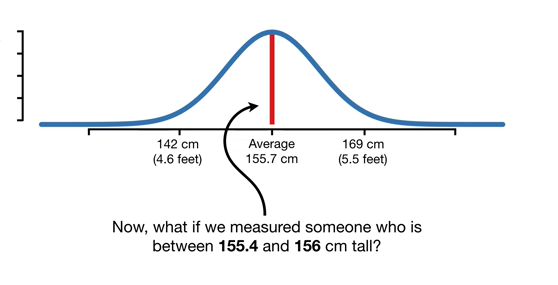 142 cm
(4.6 feet)
Average
155.7 cm
169 cm
(5.5 feet)
Now, what if we measured someone who is
between 155.4 and 156 cm tall?